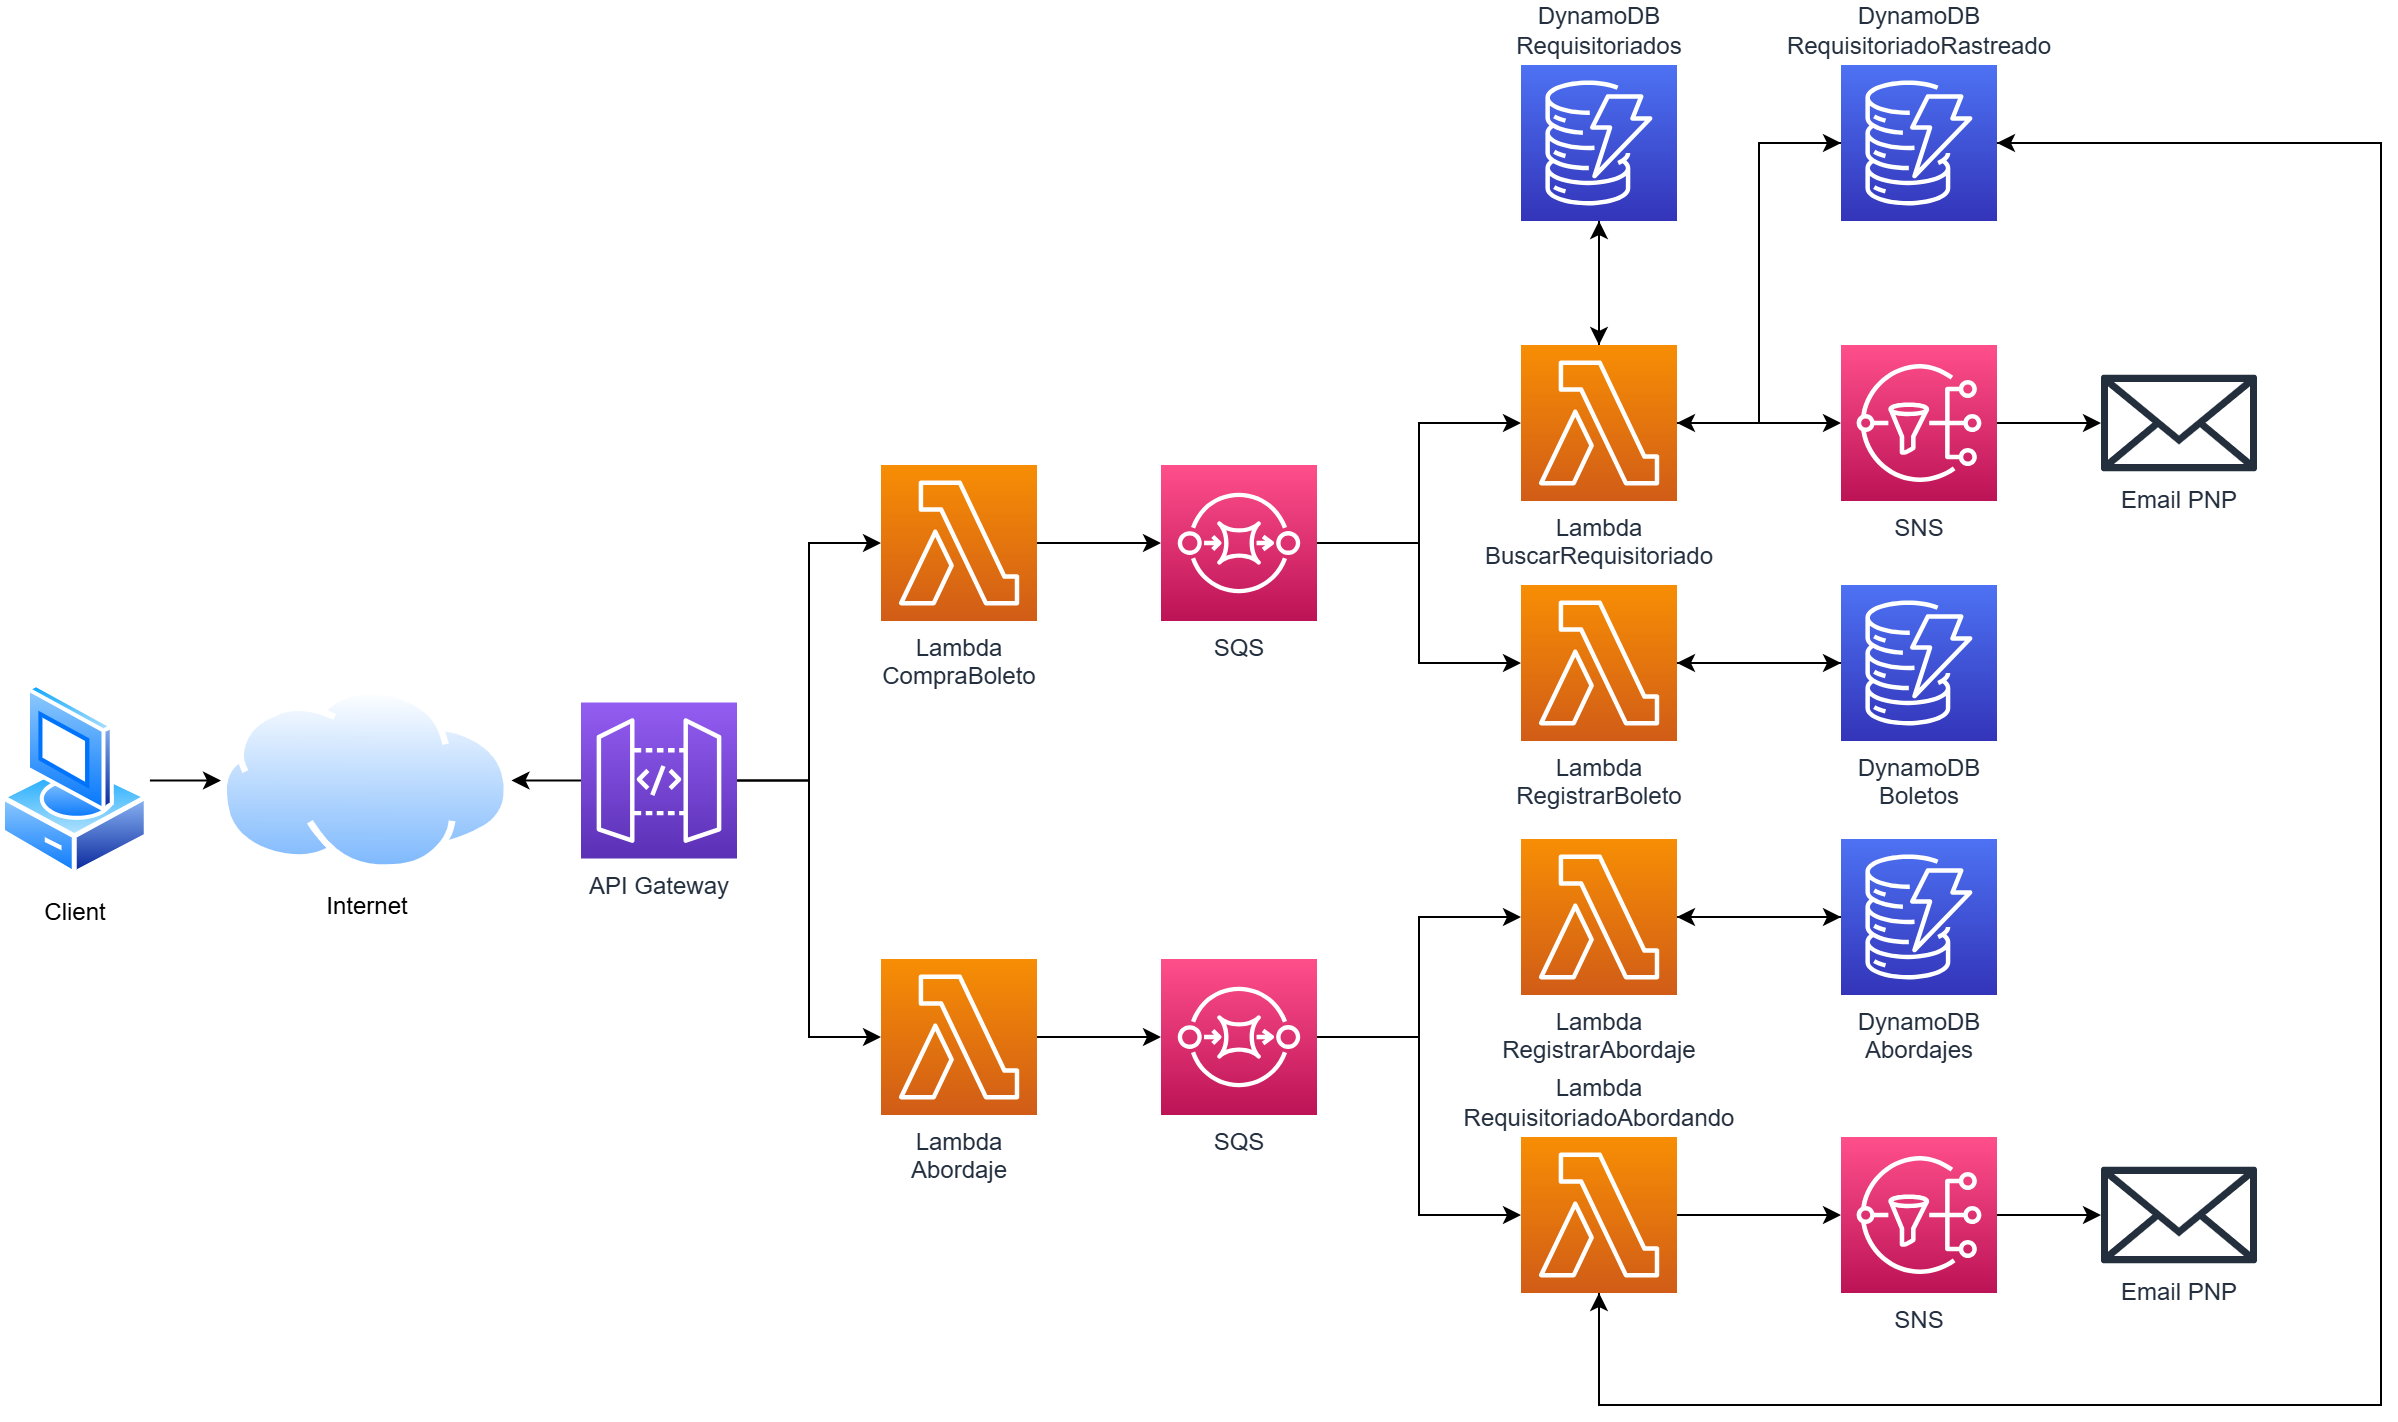 DynamoDB
Requisitoriados
DynamoDB
RequisitoriadoRastreado
Lambda
BuscarRequisitoriado
SNS
Email PNP
Lambda
CompraBoleto
SQS
Lambda
RegistrarBoleto
DynamoDB
Boletos
Client
Internet
API Gateway
Lambda
RegistrarAbordaje
DynamoDB
Abordajes
Lambda
Abordaje
SQS
Lambda
RequisitoriadoAbordando
SNS
Email PNP